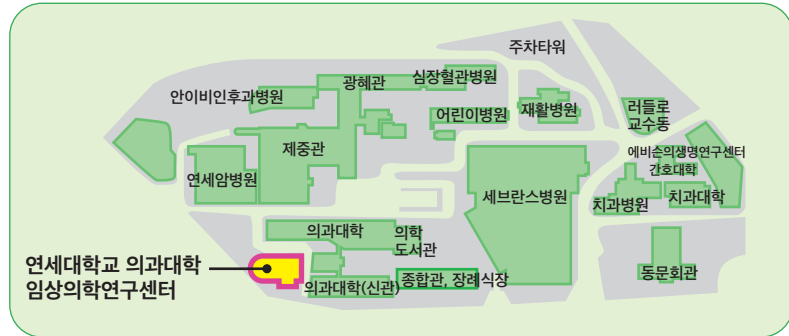 주차타워
심장혈관병원
광혜관
안이비인후과병원
어린이병원
재활병원
러들로
교수동
제중관
에비슨의생명연구센터
간호대학
연세암병원
세브란스병원
치과병원
치과대학
의과대학
의학
도서관
연세대학교 의과대학
임상의학연구센터
의과대학(신관)
종합관, 장례식장
동문회관